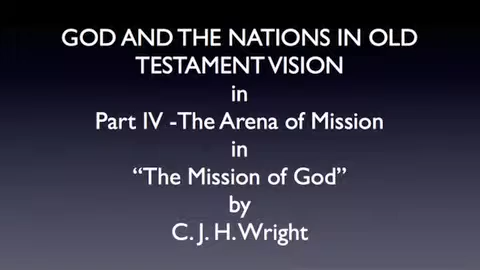 GOD AND THE NATIONS IN OLD
TESTAMENT VISION
in
Part IV -The Arena of Mission
in
“The Mission of God”
by
C. J. H. Wright